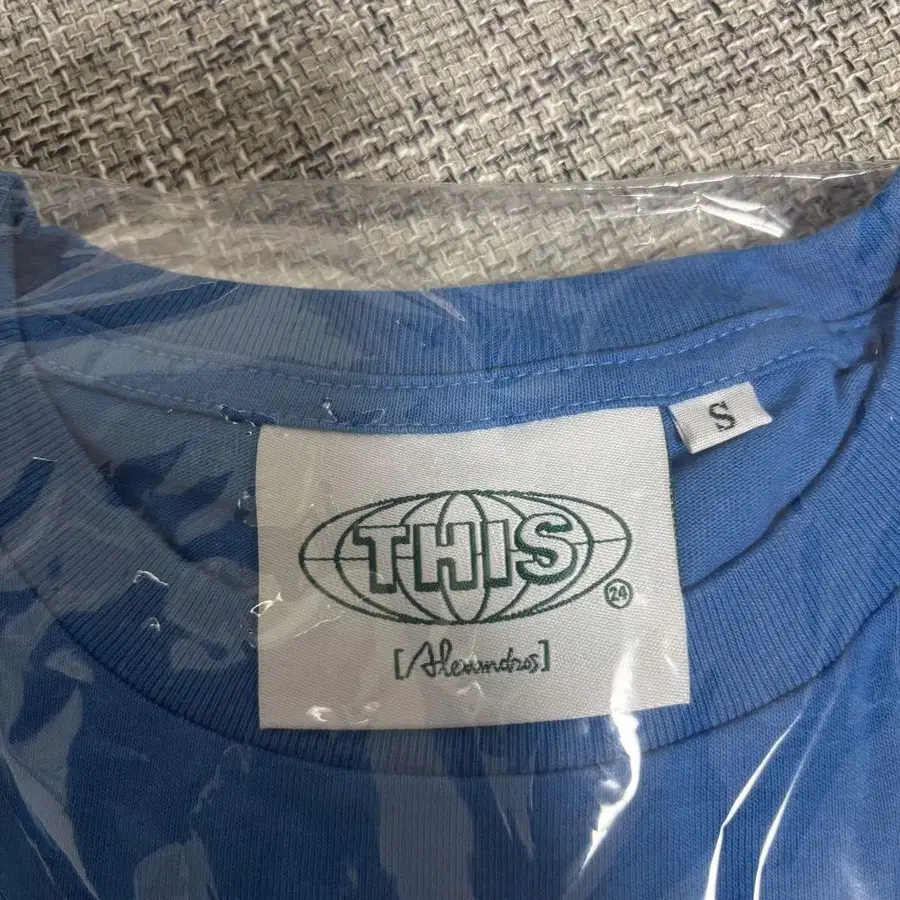 THIS
24
[Alexandros]
S